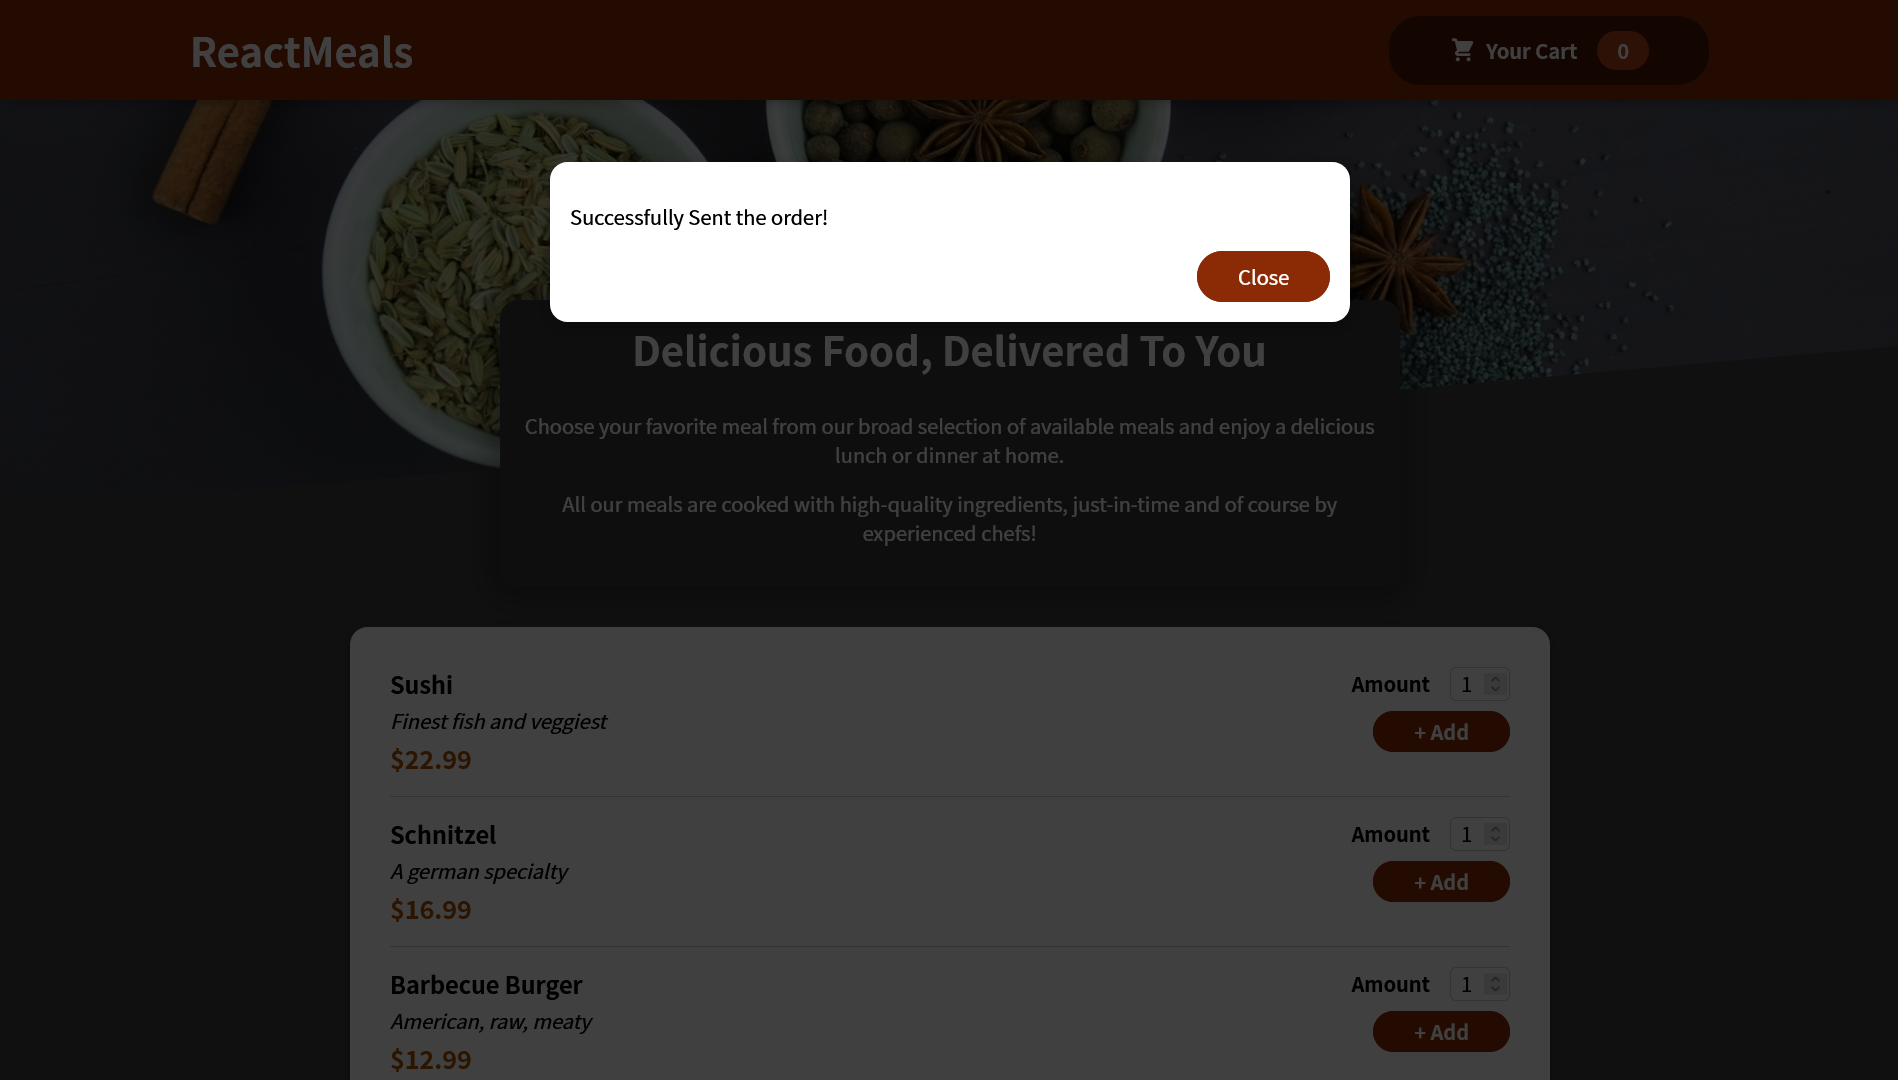 ReactMeals
Your Cart 0
Successfully Sent the order!
Close
Delicious Food, Delivered To You
Choose your favorite meal from our broad selection of available meals and enjoy a delicious
lunch or dinner at home.
All our meals are cooked with high-quality ingredients, just-in-time and of course by
experienced chefs!
Sushi
Finest fish and veggiest
$22.99
Amount 1
+ Add
Schnitzel
A german specialty
$16.99
Amount 1
+ Add
Barbecue Burger
American, raw, meaty
$12.99
Amount 1
+ Add